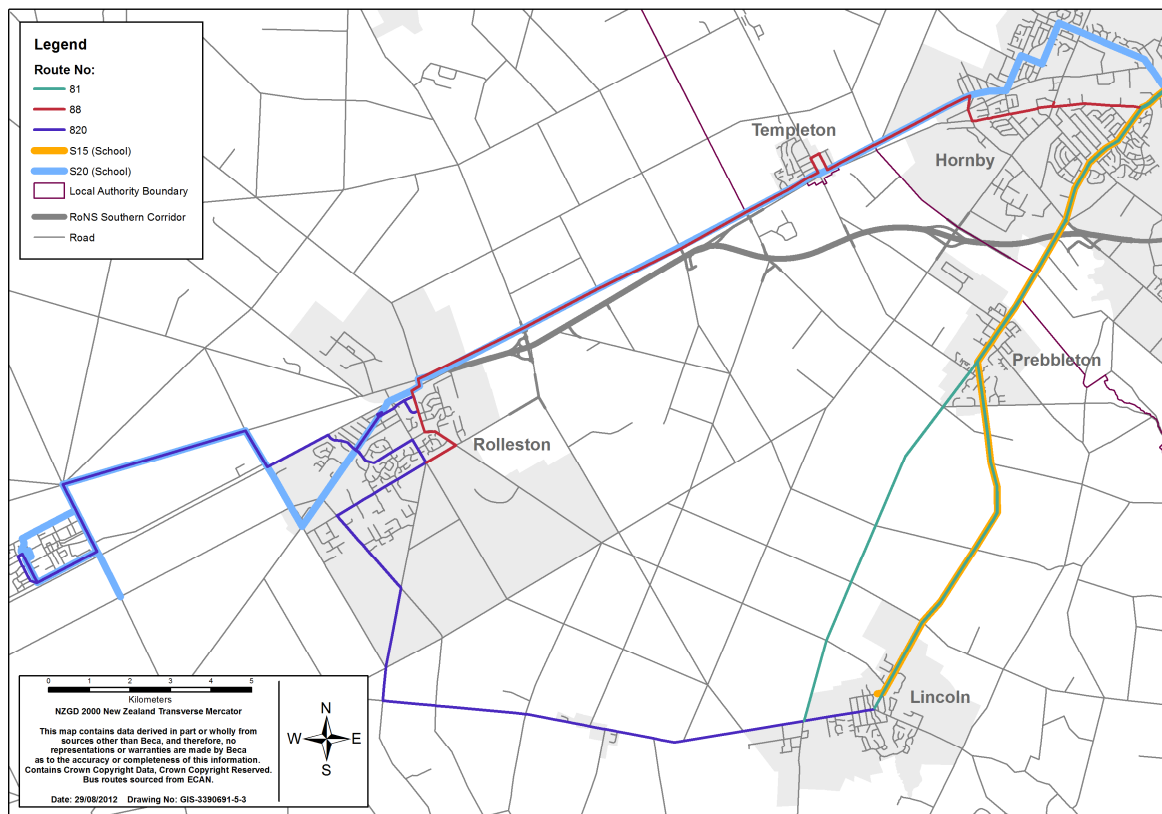 Legend
Route No:
81
88
820
S15 (School)
S20 (School)
Local Authority Boundary
RoNS Southern Corridor
Road
Templeton
Hornby
Prebbleton
Rolleston
Lincoln
0 1 2 3 4 5
Kilometers
NZGD 2000 New Zealand Transverse Mercator
This map contains data derived in part or wholly from
sources other than Beca, and therefore, no
representations or warranties are made by Beca
as to the accuracy or completeness of this information.
Contains Crown Copyright Data, Crown Copyright Reserved.
Bus routes sourced from ECAN.
Date: 29/08/2012 Drawing No: GIS-3390691-5-3
N
W E
S